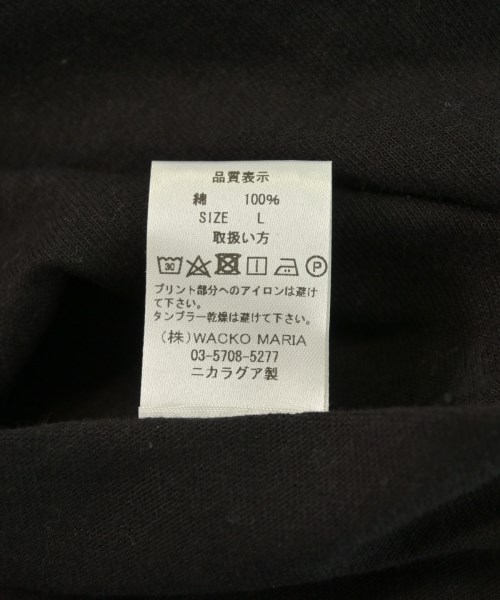 品質表示
綿 100%
SIZE L
取扱い方
30 P
プリント部分へのアイロンは避け
て下さい。
タンブラー乾燥は避けて下さい。
(株)WACKO MARIA
03-5708-5277
ニカラグア製